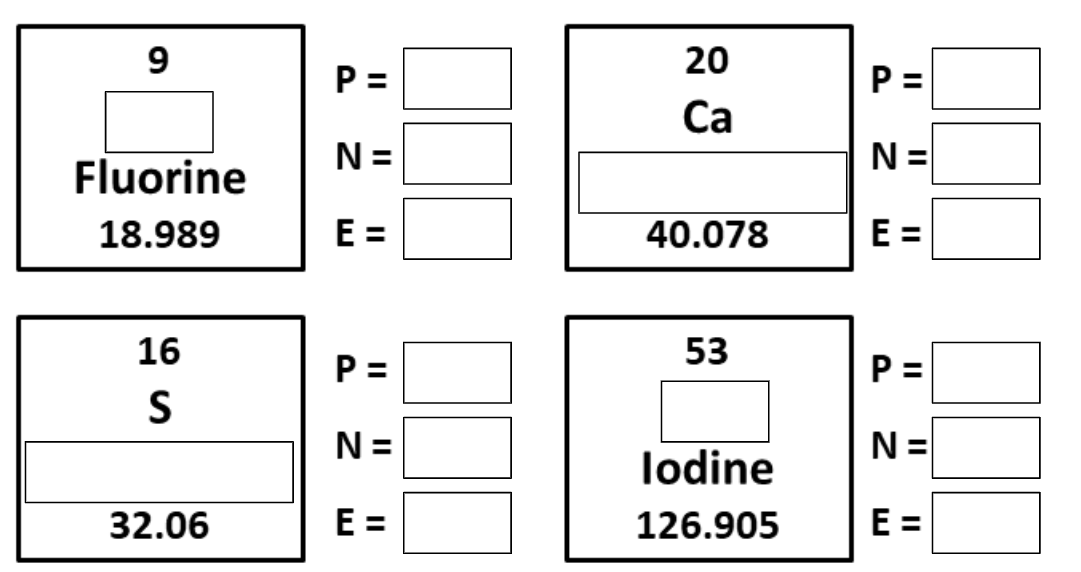 9
Fluorine
18.989
P =
N =
E =
20
Ca
40.078
P =
N =
E =
16
S
32.06
P =
N =
E =
53
Iodine
126.905
P =
N =
E =